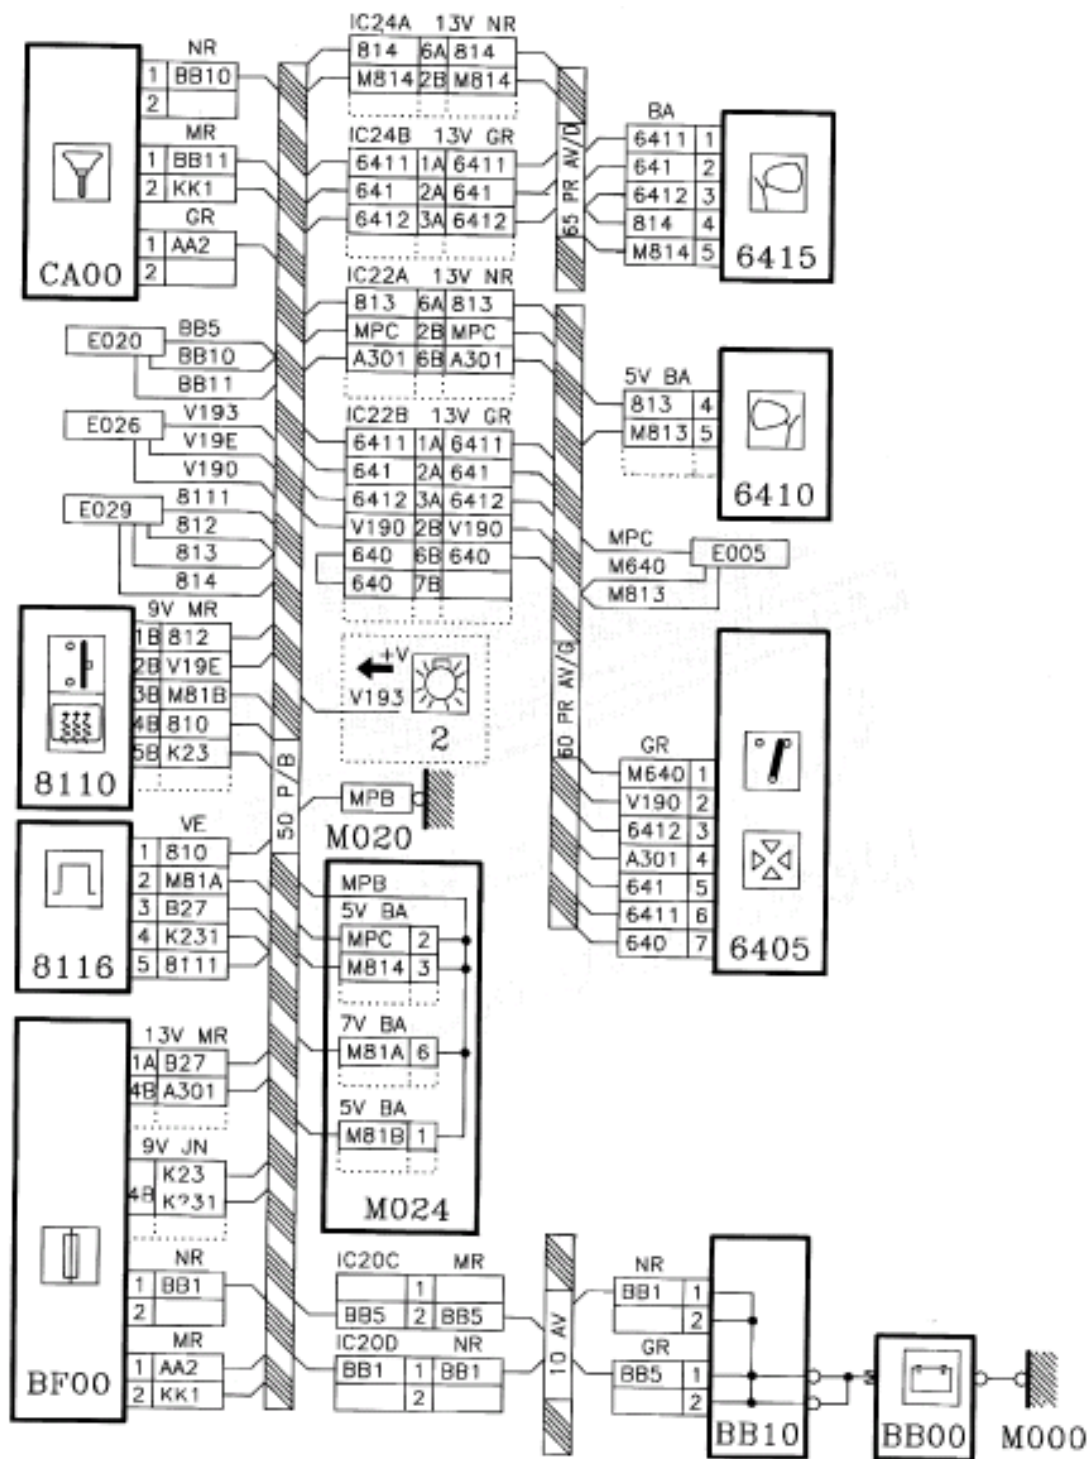 NR
1 BB10
2
MR
1 BB11
2 KK1
GR
1 AA2
2
CA00
E020
BB5
BB10
BB11
E026
V193
V19E
V190
E029
8111
812
813
814
9V MR
1B 812
2B V19E
3B M81B
4B 810
5B K23
8110
VE
1 810
2 M81A
3 B27
4 K231
5 8111
8116
13V MR
1A B27
4B A301
9V JN
K23
4B K231
NR
1 BB1
2
MR
1 AA2
2 KK1
BF00
50 P/B
IC24A 13V NR
814 6A 814
M814 2B M814
IC24B 13V GR
6411 1A 6411
641 2A 641
6412 3A 6412
IC22A 13V NR
813 6A 813
MPC 2B MPC
A301 6B A301
IC22B 13V GR
6411 1A 6411
641 2A 641
6412 3A 6412
V190 2B V190
640 6B 640
640 7B
+V
V193
2
MPB
M020
MPB
5V BA
MPC 2
M814 3
7V BA
M81A 6
5V BA
M81B 1
M024
IC20C MR
1
BB5 2 BB5
IC20D NR
BB1 1 BB1
2
65 PR AV/D
60 PR AV/G
10 AV
BA
6411 1
641 2
6412 3
814 4
M814 5
6415
5V BA
813 4
M813 5
6410
MPC
M640
M813
E005
GR
M640 1
V190 2
6412 3
A301 4
641 5
6411 6
640 7
6405
NR
BB1 1
2
GR
BB5 1
2
BB10
BB00
M000